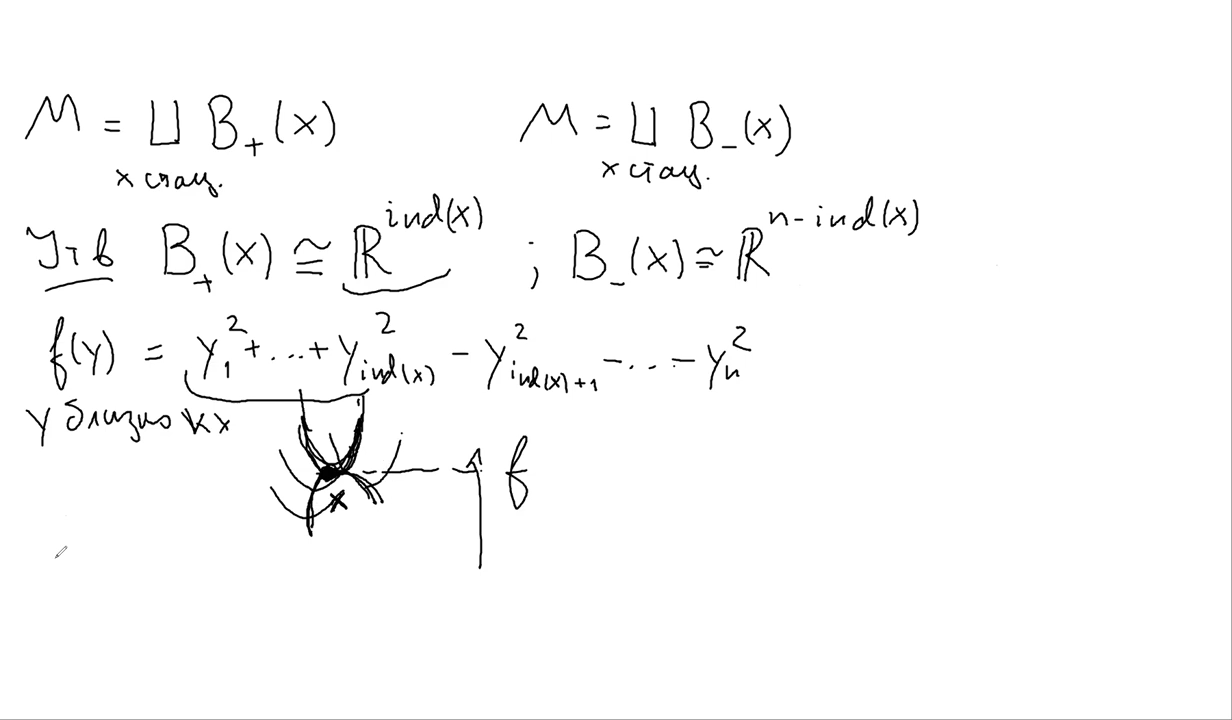 M = ⨆ B₊(x) M = ⨆ B₋(x)
x стац. x стац.
Утв B₊(x) ≅ ℝ^{ind(x)} ; B₋(x) ≅ ℝ^{n-ind(x)}
f(y) = y₁² + ... + y²_{ind(x)} - y²_{ind(x)+1} - ... - yₙ²
y близко к x
x f